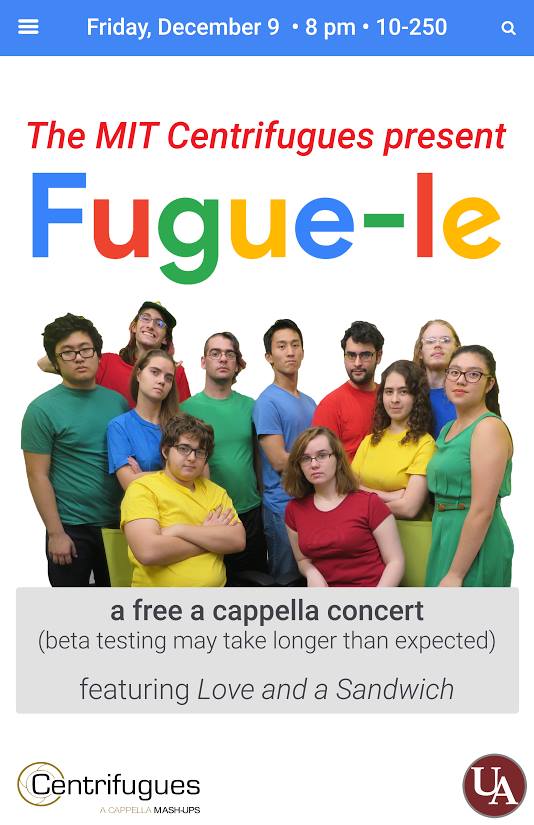 Friday, December 9 • 8 pm • 10-250
The MIT Centrifugues present
Fugue-le
a free a cappella concert
(beta testing may take longer than expected)
featuring Love and a Sandwich
Centrifugues
A CAPPELLA MASH-UPS
UA